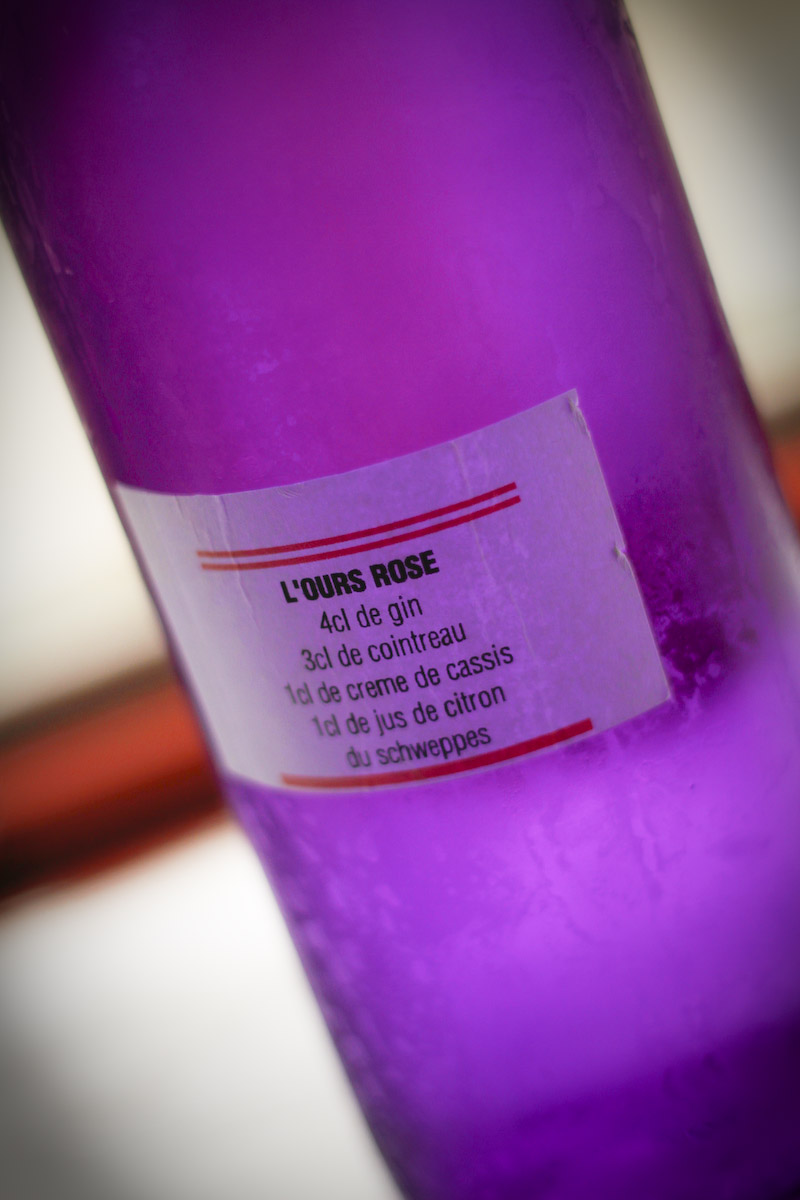 L'OURS ROSE
4cl de gin
3cl de cointreau
1cl de creme de cassis
1cl de jus de citron
du schweppes